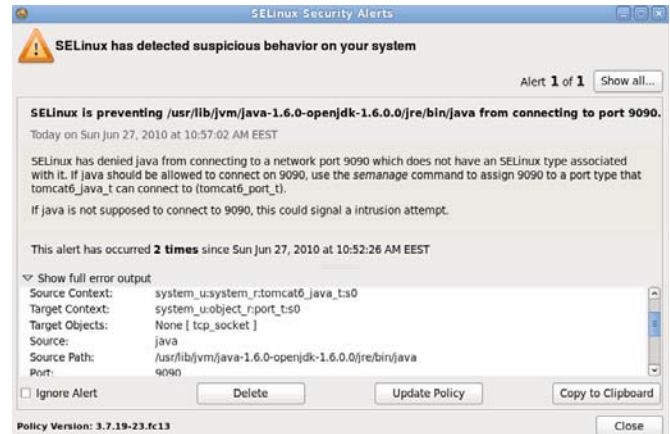 SELinux Security Alerts
SELinux has detected suspicious behavior on your system
Alert 1 of 1 Show all...
SELinux is preventing /usr/lib/jvm/java-1.6.0-openjdk-1.6.0.0/jre/bin/java from connecting to port 9090.
Today on Sun Jun 27, 2010 at 10:57:02 AM EEST
SELinux has denied java from connecting to a network port 9090 which does not have an SELinux type associated
with it. If java should be allowed to connect on 9090, use the semanage command to assign 9090 to a port type that
tomcat6_java_t can connect to (tomcat6_port_t).
If java is not supposed to connect to 9090, this could signal a intrusion attempt.
This alert has occurred 2 times since Sun Jun 27, 2010 at 10:52:26 AM EEST
Show full error output
Source Context: system_u:system_r:tomcat6_java_t:s0
Target Context: system_u:object_r:port_t:s0
Target Objects: None [ tcp_socket ]
Source: java
Source Path: /usr/lib/jvm/java-1.6.0-openjdk-1.6.0.0/jre/bin/java
Port: 9090
Ignore Alert Delete Update Policy Copy to Clipboard
Policy Version: 3.7.19-23.fc13 Close